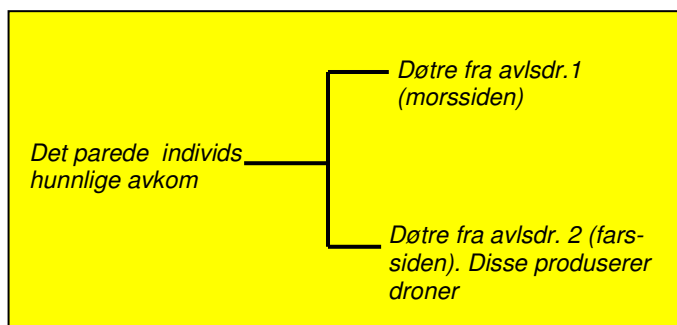 Døtre fra avlsdr.1
(morssiden)
Det parede individs
hunnlige avkom
Døtre fra avlsdr. 2 (fars-
siden). Disse produserer
droner